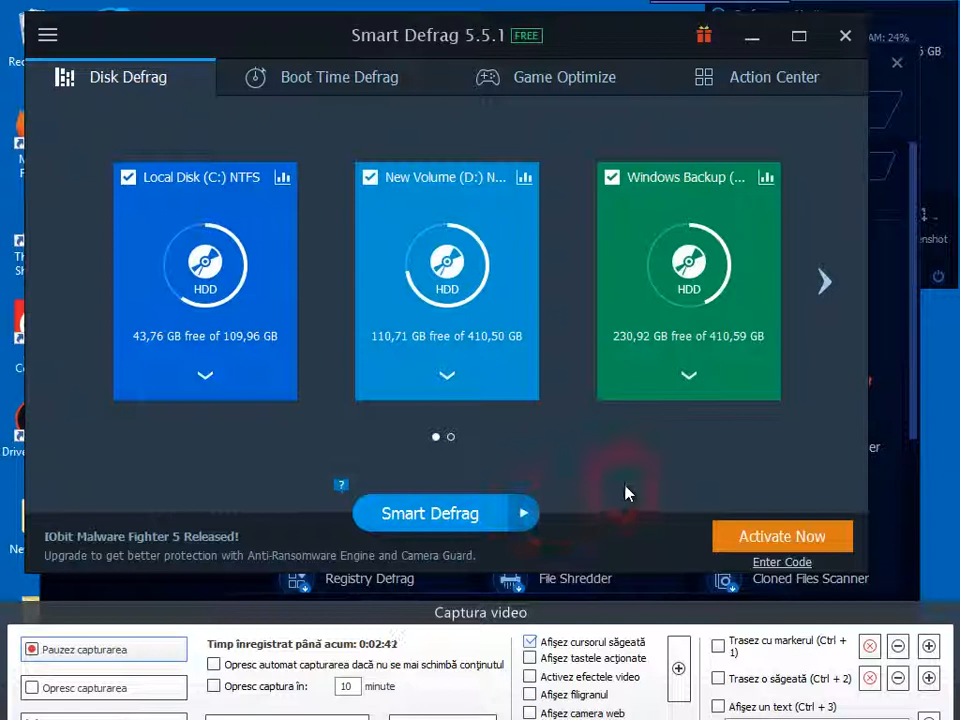 Smart Defrag 5.5.1 FREE
AM: 24%
GB
Disk Defrag
Boot Time Defrag
Game Optimize
Action Center
Local Disk (C:) NTFS
New Volume (D:) N...
Windows Backup (...
HDD
HDD
HDD
43,76 GB free of 109,96 GB
110,71 GB free of 410,50 GB
230,92 GB free of 410,59 GB
?
Smart Defrag
IObit Malware Fighter 5 Released!
Upgrade to get better protection with Anti-Ransomware Engine and Camera Guard.
Activate Now
Enter Code
Registry Defrag
File Shredder
Cloned Files Scanner
Captura video
Pauzez capturarea
Opresc capturarea
Timp înregistrat până acum: 0:02:42
Opresc automat capturarea dacă nu se mai schimbă conținutul
Opresc captura în: 10 minute
Afișez cursorul săgeată
Afișez tastele acționate
Activez efectele video
Afișez filigranul
Afișez camera web
Trasez cu markerul (Ctrl +
1)
Trasez o săgeată (Ctrl + 2)
Afișez un text (Ctrl + 3)